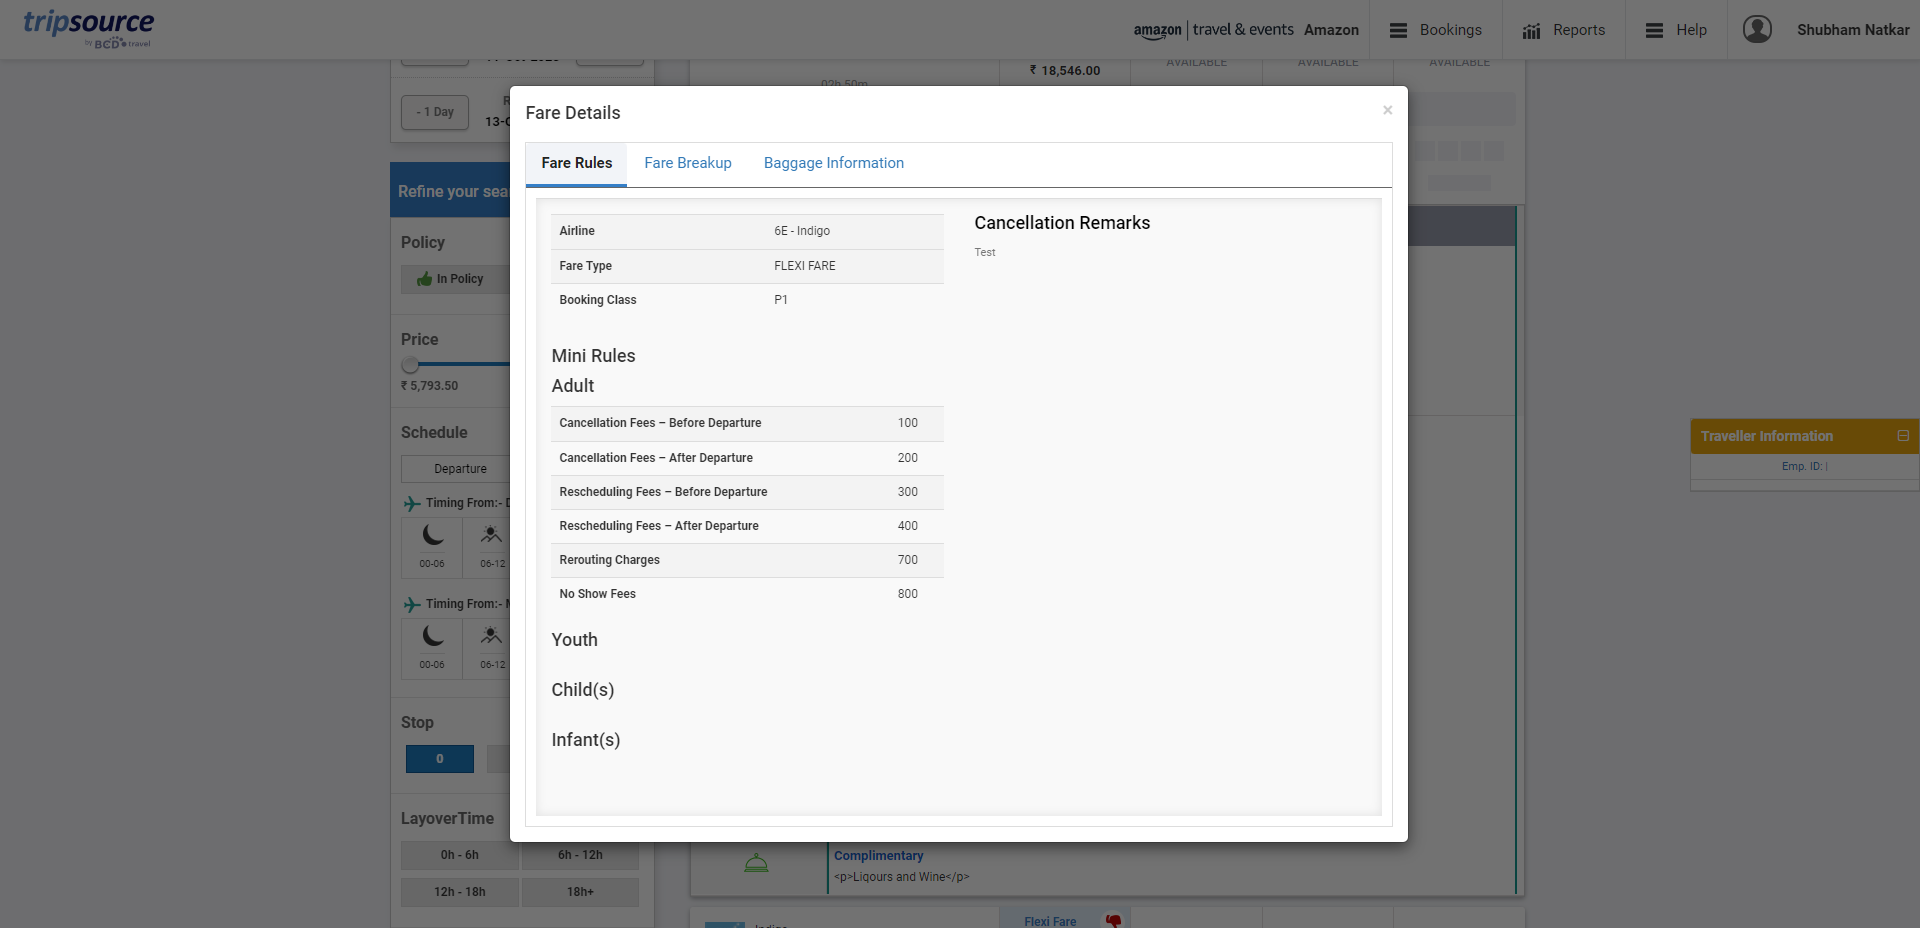 tripsource
by BCD travel
amazon | travel & events Amazon
Bookings
Reports
Help
Shubham Natkar
₹ 18,546.00
AVAILABLE
AVAILABLE
AVAILABLE
02h 50m
- 1 Day
Fare Details
×
Fare Rules
Fare Breakup
Baggage Information
Airline 6E - Indigo
Fare Type FLEXI FARE
Booking Class P1
Cancellation Remarks
Test
Mini Rules
Adult
Cancellation Fees – Before Departure 100
Cancellation Fees – After Departure 200
Rescheduling Fees – Before Departure 300
Rescheduling Fees – After Departure 400
Rerouting Charges 700
No Show Fees 800
Youth
Child(s)
Infant(s)
Refine your sea
Policy
In Policy
Price
₹ 5,793.50
Schedule
Departure
Timing From:-
00-06
06-12
Timing From:-
00-06
06-12
Stop
0
LayoverTime
0h - 6h
6h - 12h
12h - 18h
18h+
Traveller Information
Emp. ID: |
Complimentary
<p>Liqours and Wine</p>
Indigo
Flexi Fare